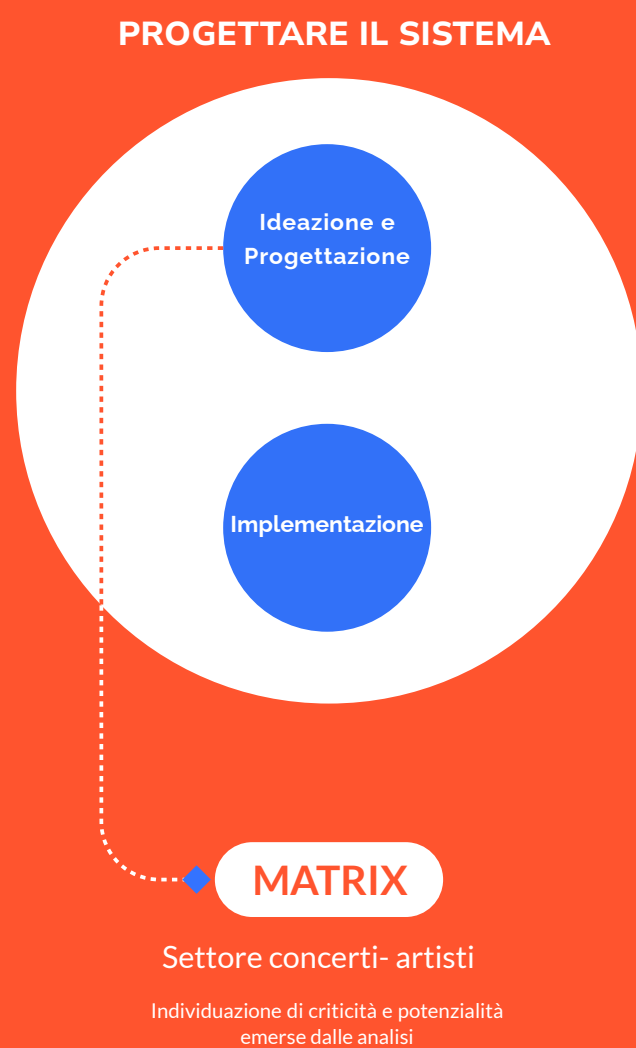 PROGETTARE IL SISTEMA
Ideazione e
Progettazione
Implementazione
MATRIX
Settore concerti- artisti
Individuazione di criticità e potenzialità
emerse dalle analisi